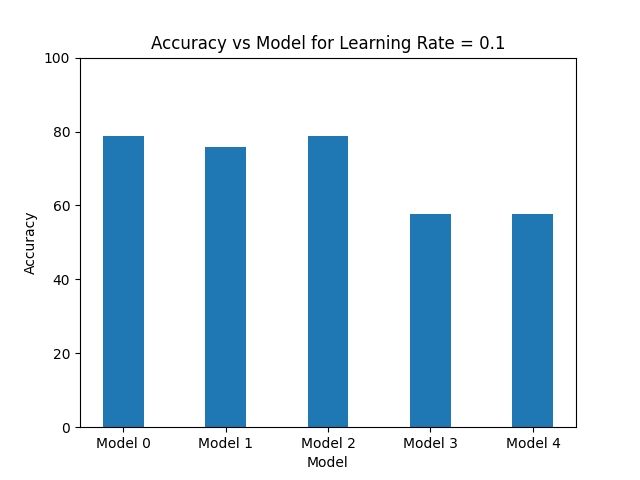 Accuracy vs Model for Learning Rate = 0.1
100
80
60
40
20
0
Accuracy
Model 0 Model 1 Model 2 Model 3 Model 4
Model